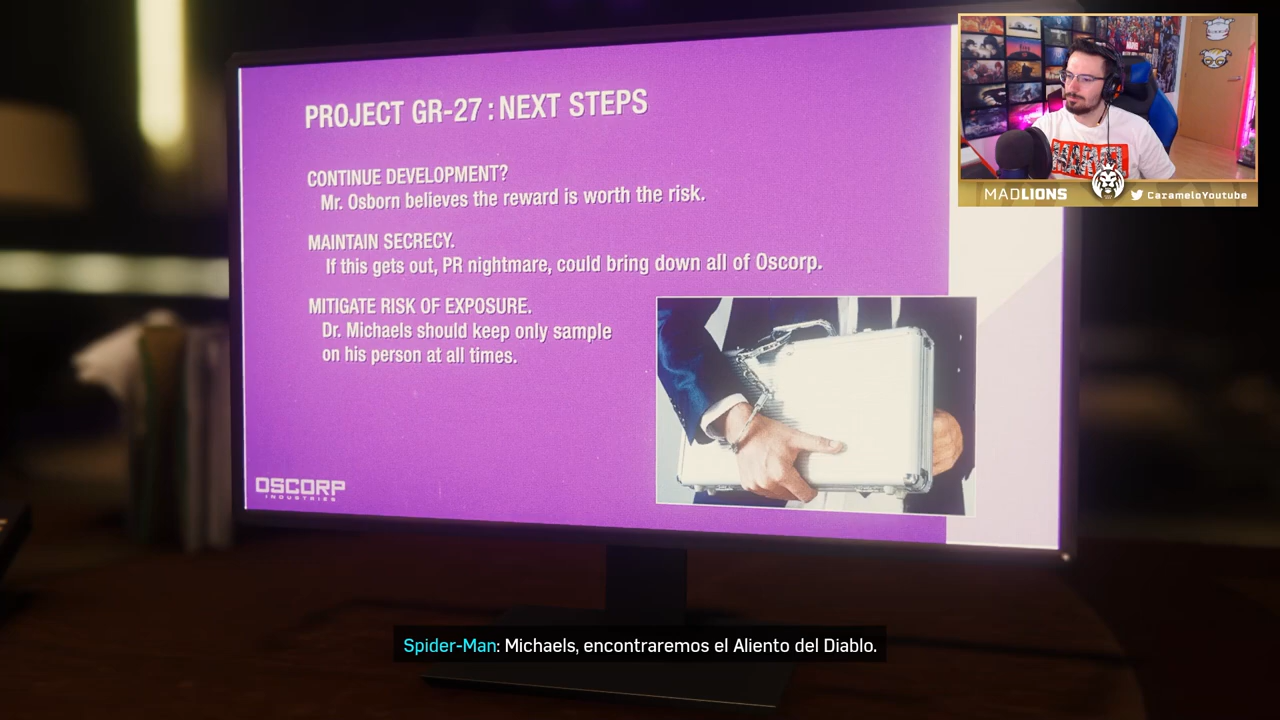 PROJECT GR-27 : NEXT STEPS
CONTINUE DEVELOPMENT?
Mr. Osborn believes the reward is worth the risk.
MAINTAIN SECRECY.
If this gets out, PR nightmare, could bring down all of Oscorp.
MITIGATE RISK OF EXPOSURE.
Dr. Michaels should keep only sample
on his person at all times.
OSCORP
INDUSTRIES
MARVEL
MADLIONS
CarameloYoutube
Spider-Man: Michaels, encontraremos el Aliento del Diablo.